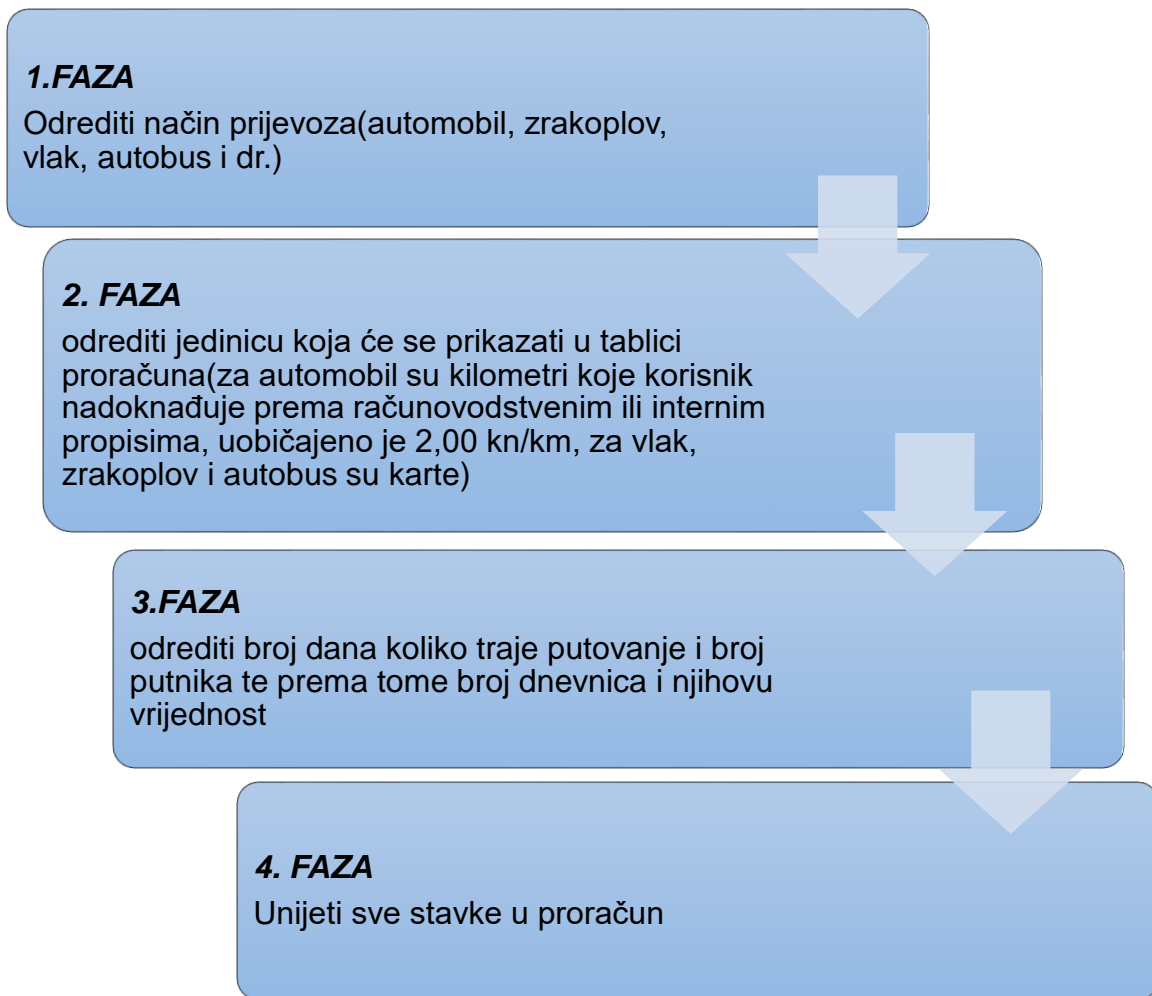 1.FAZA
Odrediti način prijevoza(automobil, zrakoplov,
vlak, autobus i dr.)
2. FAZA
odrediti jedinicu koja će se prikazati u tablici
proračuna(za automobil su kilometri koje korisnik
nadoknađuje prema računovodstvenim ili internim
propisima, uobičajeno je 2,00 kn/km, za vlak,
zrakoplov i autobus su karte)
3.FAZA
odrediti broj dana koliko traje putovanje i broj
putnika te prema tome broj dnevnica i njihovu
vrijednost
4. FAZA
Unijeti sve stavke u proračun